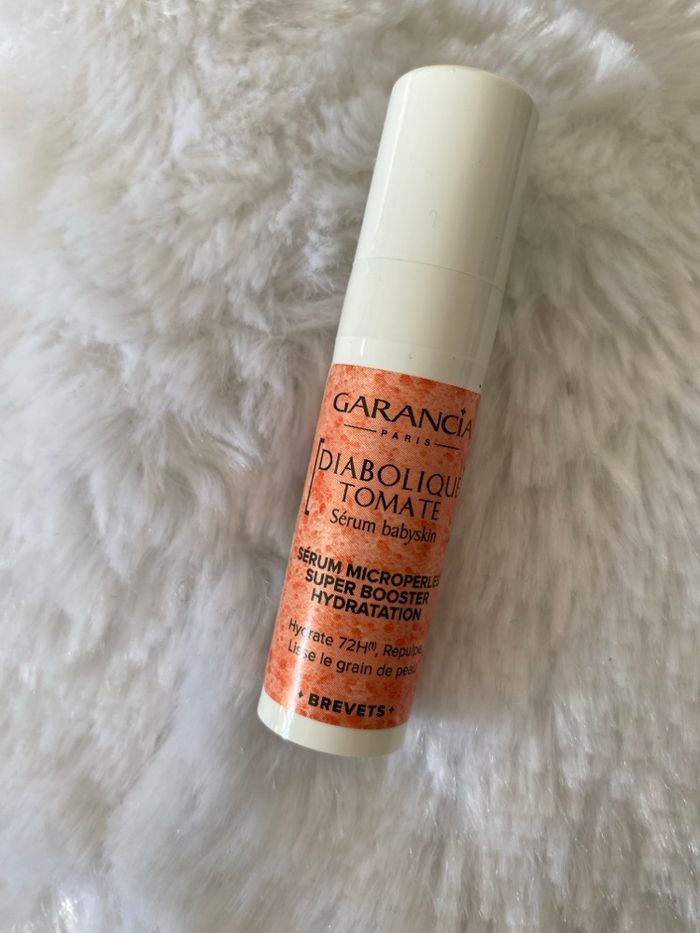 GARANCIA
PARIS
DIABOLIQUE
TOMATE
Sérum babyskin
SÉRUM MICROPERLES
SUPER BOOSTER
HYDRATATION
Hydrate 72H(1), Repulpe,
Lisse le grain de peau
+ BREVETS +